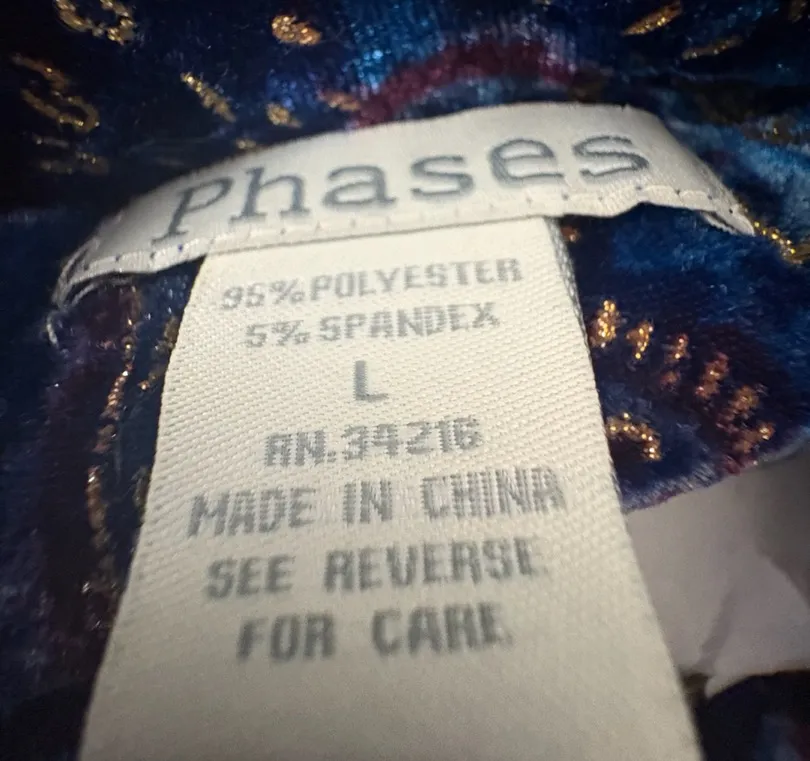 Phases
95%POLYESTER
5%SPANDEX
L
RN.34216
MADE IN CHINA
SEE REVERSE
FOR CARE